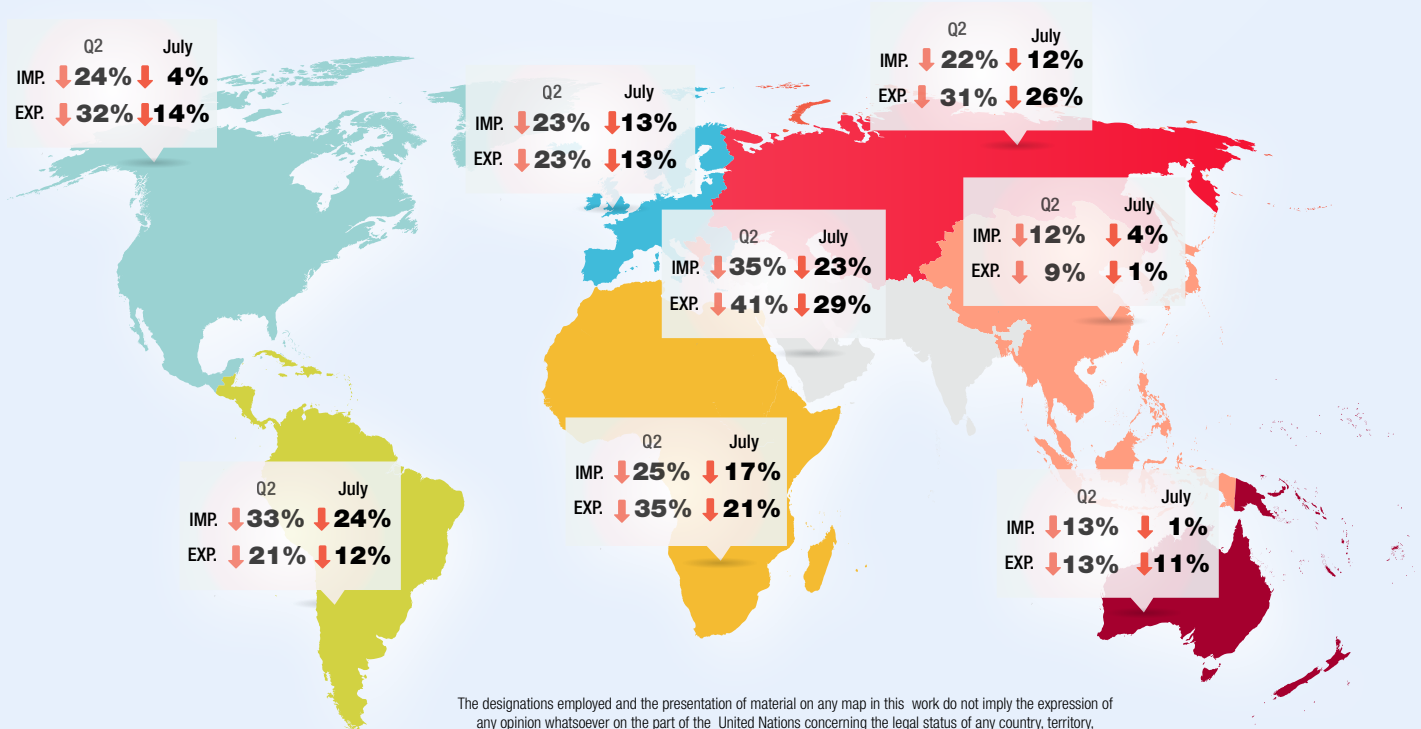 Q2 July
IMP. 24% 4%
EXP. 32% 14%
Q2 July
IMP. 23% 13%
EXP. 23% 13%
Q2 July
IMP. 22% 12%
EXP. 31% 26%
Q2 July
IMP. 35% 23%
EXP. 41% 29%
Q2 July
IMP. 12% 4%
EXP. 9% 1%
Q2 July
IMP. 33% 24%
EXP. 21% 12%
Q2 July
IMP. 25% 17%
EXP. 35% 21%
Q2 July
IMP. 13% 1%
EXP. 13% 11%
The designations employed and the presentation of material on any map in this work do not imply the expression of
any opinion whatsoever on the part of the United Nations concerning the legal status of any country, territory,